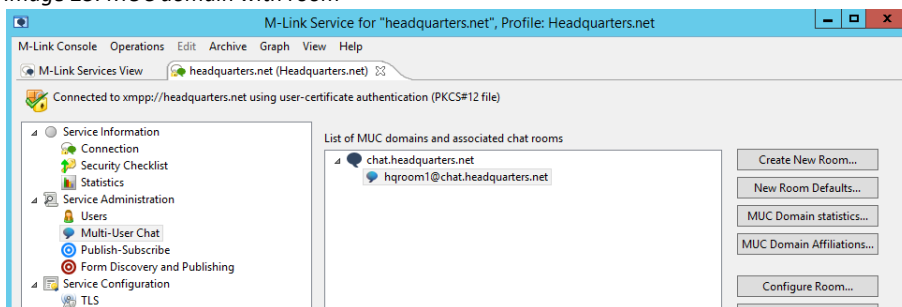 M-Link Service for "headquarters.net", Profile: Headquarters.net
M-Link Console Operations Edit Archive Graph View Help
M-Link Services View headquarters.net (Headquarters.net)
Connected to xmpp://headquarters.net using user-certificate authentication (PKCS#12 file)
Service Information
Connection
Security Checklist
Statistics
Service Administration
Users
Multi-User Chat
Publish-Subscribe
Form Discovery and Publishing
Service Configuration
TLS
List of MUC domains and associated chat rooms
chat.headquarters.net
hqroom1@chat.headquarters.net
Create New Room...
New Room Defaults...
MUC Domain statistics...
MUC Domain Affiliations...
Configure Room...